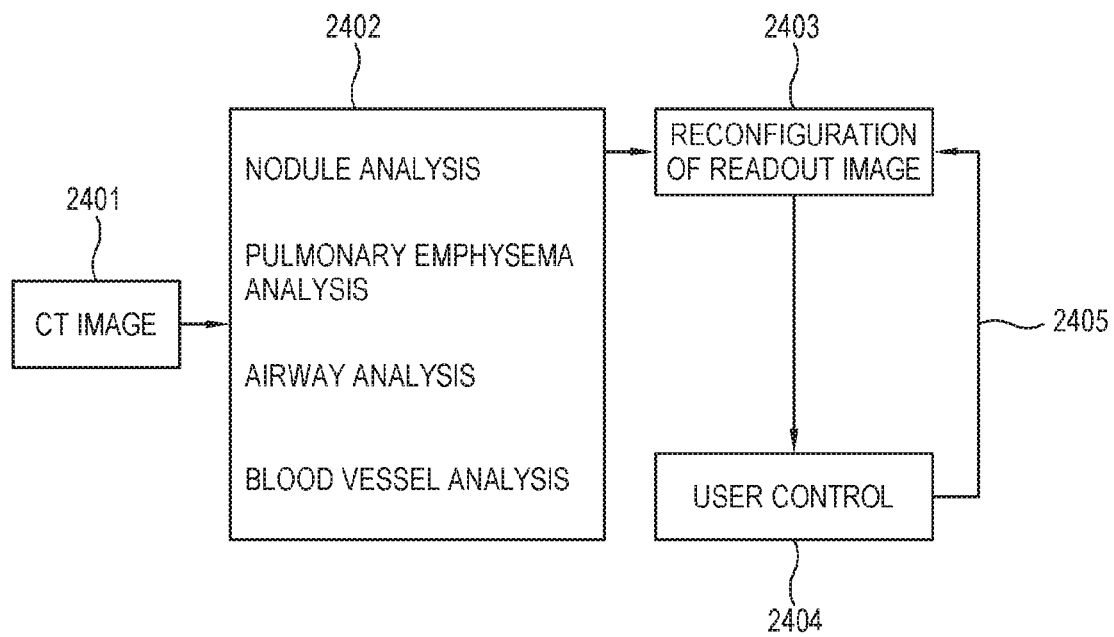 2402
2403
RECONFIGURATION
OF READOUT IMAGE
NODULE ANALYSIS
2401
PULMONARY EMPHYSEMA
ANALYSIS
CT IMAGE
2405
AIRWAY ANALYSIS
BLOOD VESSEL ANALYSIS
USER CONTROL
2404